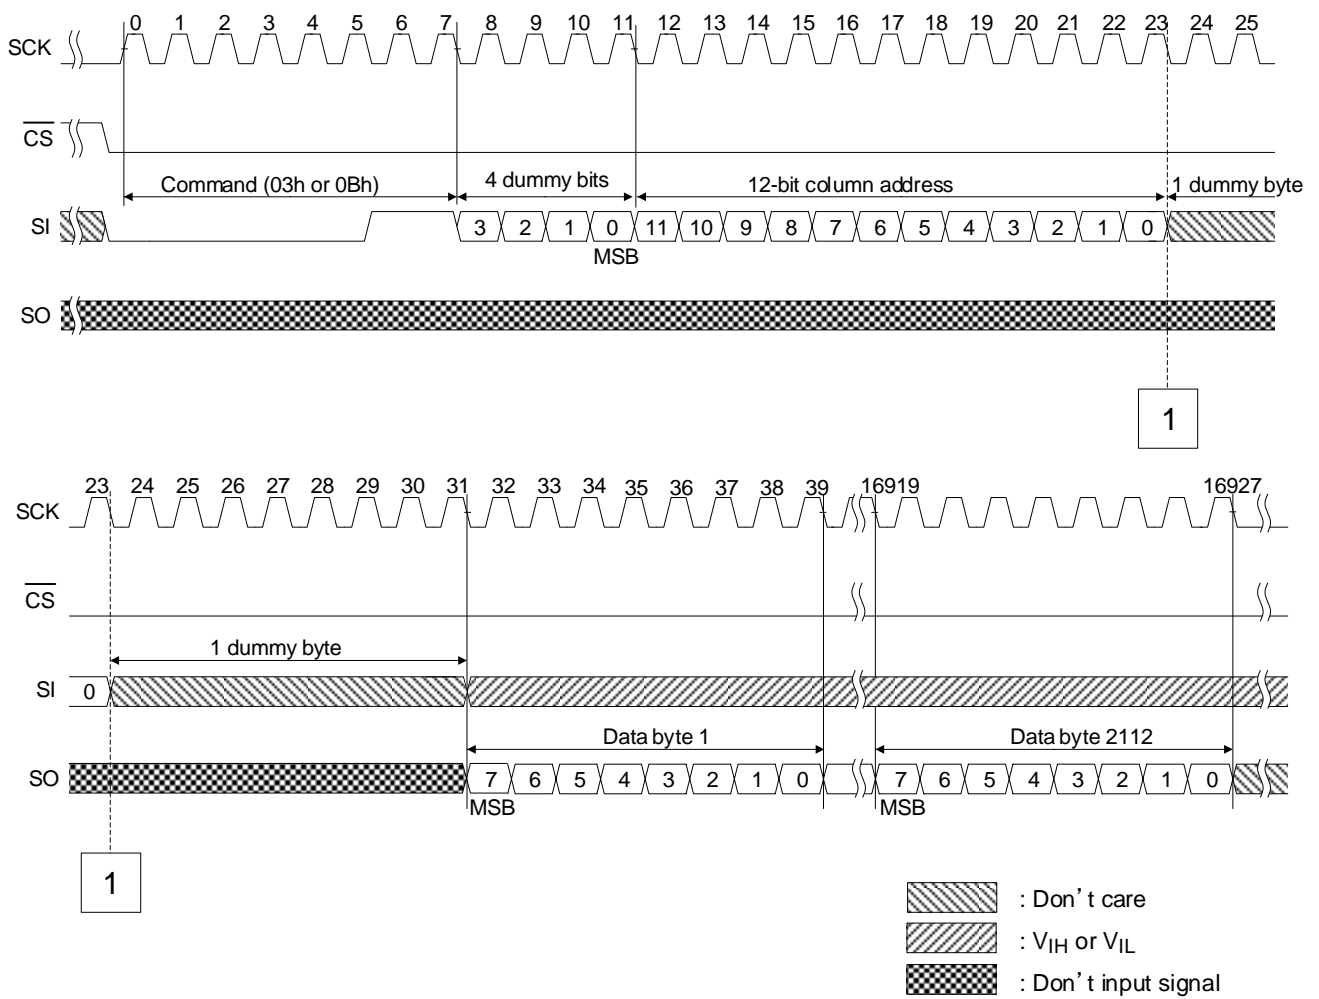 0 1 2 3 4 5 6 7 8 9 10 11 12 13 14 15 16 17 18 19 20 21 22 23 24 25
SCK
CS
Command (03h or 0Bh) 4 dummy bits 12-bit column address 1 dummy byte
SI 3 2 1 0 11 10 9 8 7 6 5 4 3 2 1 0
MSB
SO
1
23 24 25 26 27 28 29 30 31 32 33 34 35 36 37 38 39 16919 16927
SCK
CS
1 dummy byte
SI 0
Data byte 1 Data byte 2112
SO 7 6 5 4 3 2 1 0 7 6 5 4 3 2 1 0
MSB MSB
1
: Don’t care
: VIH or VIL
: Don’t input signal